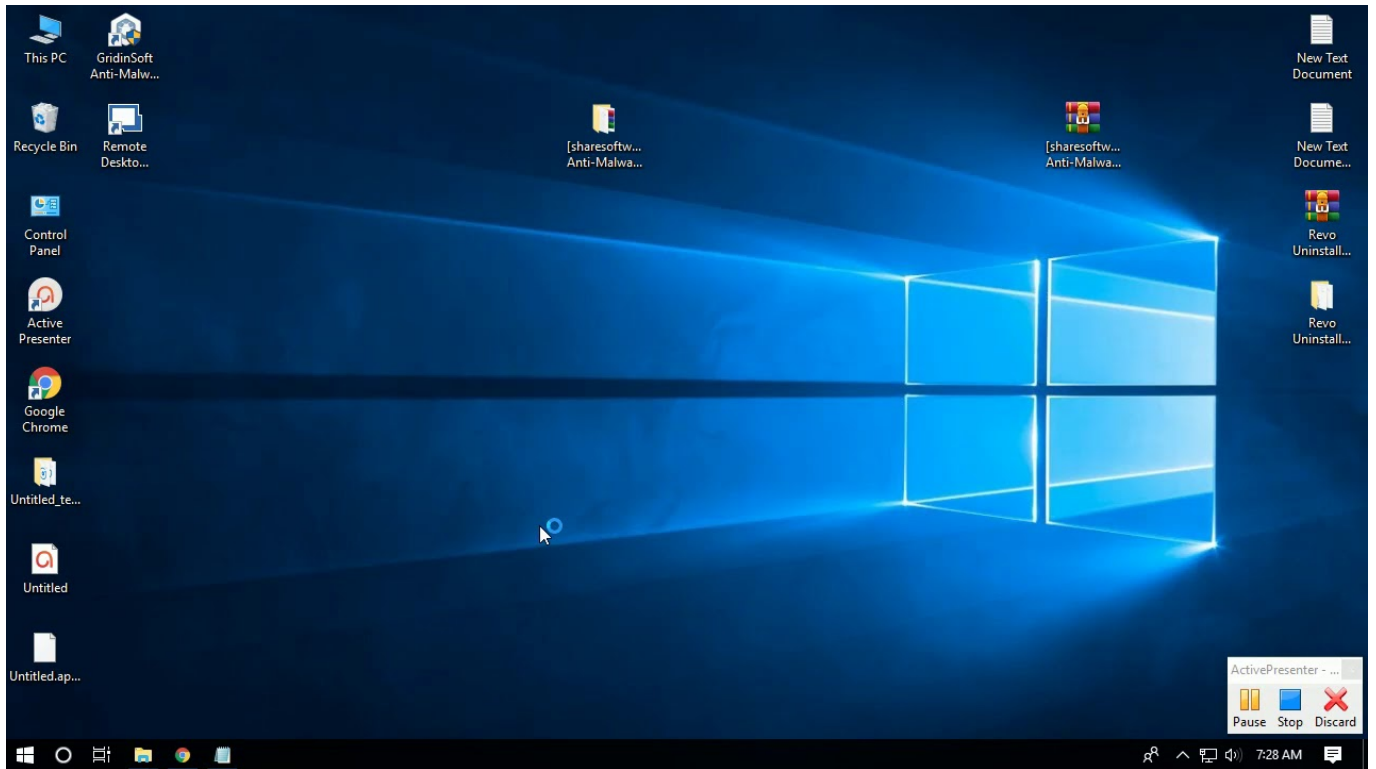 This PC
GridinSoft
Anti-Malw...
New Text
Document
Recycle Bin
Remote
Deskto...
[sharesoftw...
Anti-Malwa...
[sharesoftw...
Anti-Malwa...
New Text
Docume...
Control
Panel
Revo
Uninstall...
Active
Presenter
Revo
Uninstall...
Google
Chrome
Untitled_te...
Untitled
Untitled.ap...
ActivePresenter - ...
Pause Stop Discard
7:28 AM